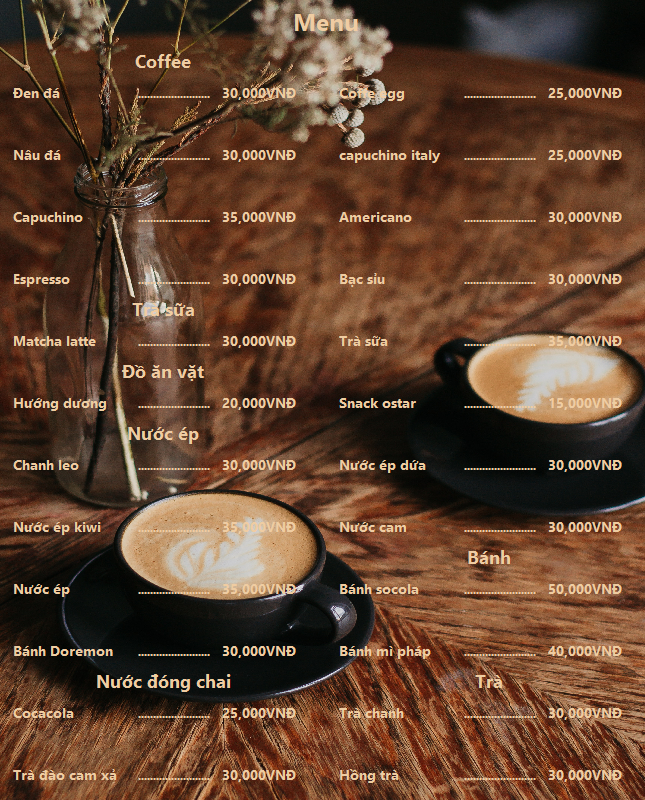 Menu
Coffee
Đen đá ........................ 30,000VNĐ Coffe egg ........................ 25,000VNĐ
Nâu đá ........................ 30,000VNĐ capuchino italy ........................ 25,000VNĐ
Capuchino ........................ 35,000VNĐ Americano ........................ 30,000VNĐ
Espresso ........................ 30,000VNĐ Bạc sỉu ........................ 30,000VNĐ
Trà sữa
Matcha latte ........................ 30,000VNĐ Trà sữa ........................ 35,000VNĐ
Đồ ăn vặt
Hướng dương ........................ 20,000VNĐ Snack ostar ........................ 15,000VNĐ
Nước ép
Chanh leo ........................ 30,000VNĐ Nước ép dứa ........................ 30,000VNĐ
Nước ép kiwi ........................ 35,000VNĐ Nước cam ........................ 30,000VNĐ
Bánh
Nước ép ........................ 35,000VNĐ Bánh socola ........................ 50,000VNĐ
Bánh Doremon ........................ 30,000VNĐ Bánh mì pháp ........................ 40,000VNĐ
Nước đóng chai Trà
Cocacola ........................ 25,000VNĐ Trà chanh ........................ 30,000VNĐ
Trà đào cam xả ........................ 30,000VNĐ Hồng trà ........................ 30,000VNĐ